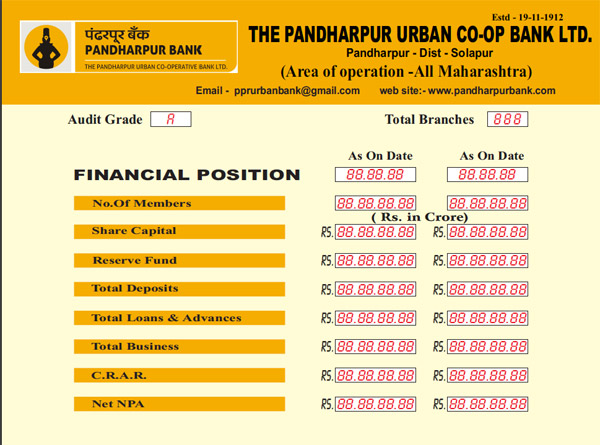 Estd - 19-11-1912
पंढरपूर बँक
PANDHARPUR BANK
THE PANDHARPUR URBAN CO-OPERATIVE BANK LTD.
THE PANDHARPUR URBAN CO-OP BANK LTD.
Pandharpur - Dist - Solapur
(Area of operation -All Maharashtra)
Email - pprurbanbank@gmail.com web site:- www.pandharpurbank.com
Audit Grade A Total Branches 888
As On Date As On Date
FINANCIAL POSITION 88.88.88 88.88.88
No.Of Members 88.88.88.88 88.88.88.88
( Rs. in Crore)
Share Capital RS. 88.88.88.88 RS. 88.88.88.88
Reserve Fund RS. 88.88.88.88 RS. 88.88.88.88
Total Deposits RS. 88.88.88.88 RS. 88.88.88.88
Total Loans & Advances RS. 88.88.88.88 RS. 88.88.88.88
Total Business RS. 88.88.88.88 RS. 88.88.88.88
C.R.A.R. RS. 88.88.88.88 RS. 88.88.88.88
Net NPA RS. 88.88.88.88 RS. 88.88.88.88